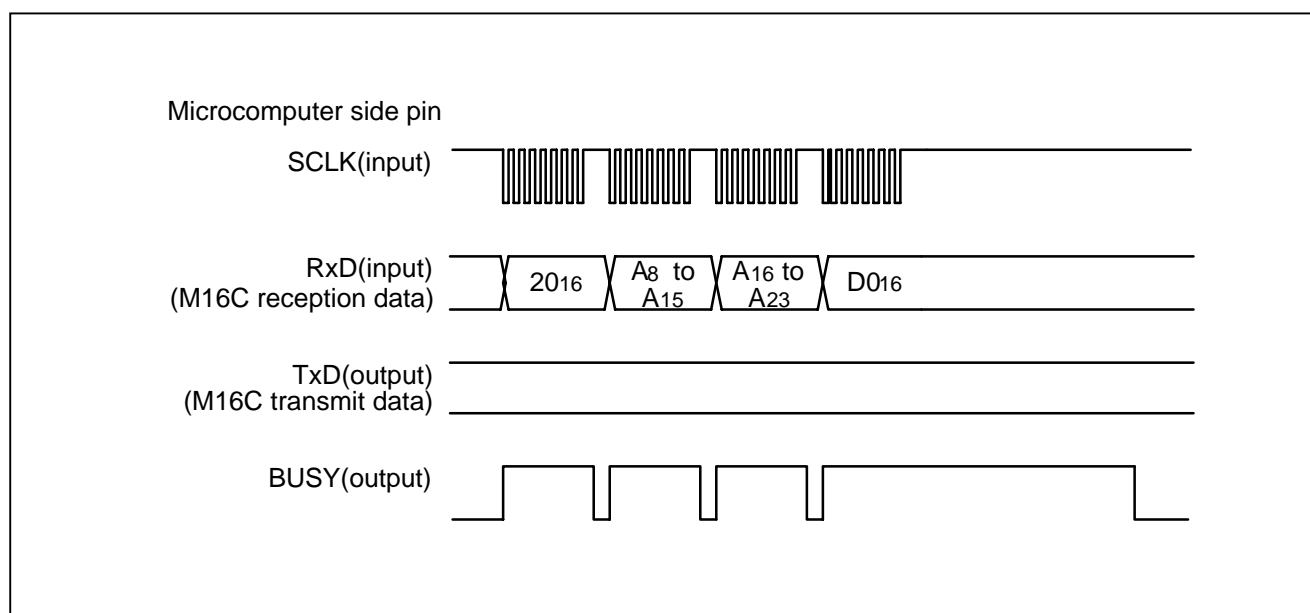 Microcomputer side pin
SCLK(input)
RxD(input)
(M16C reception data)
2016
A8 to
A15
A16 to
A23
D016
TxD(output)
(M16C transmit data)
BUSY(output)